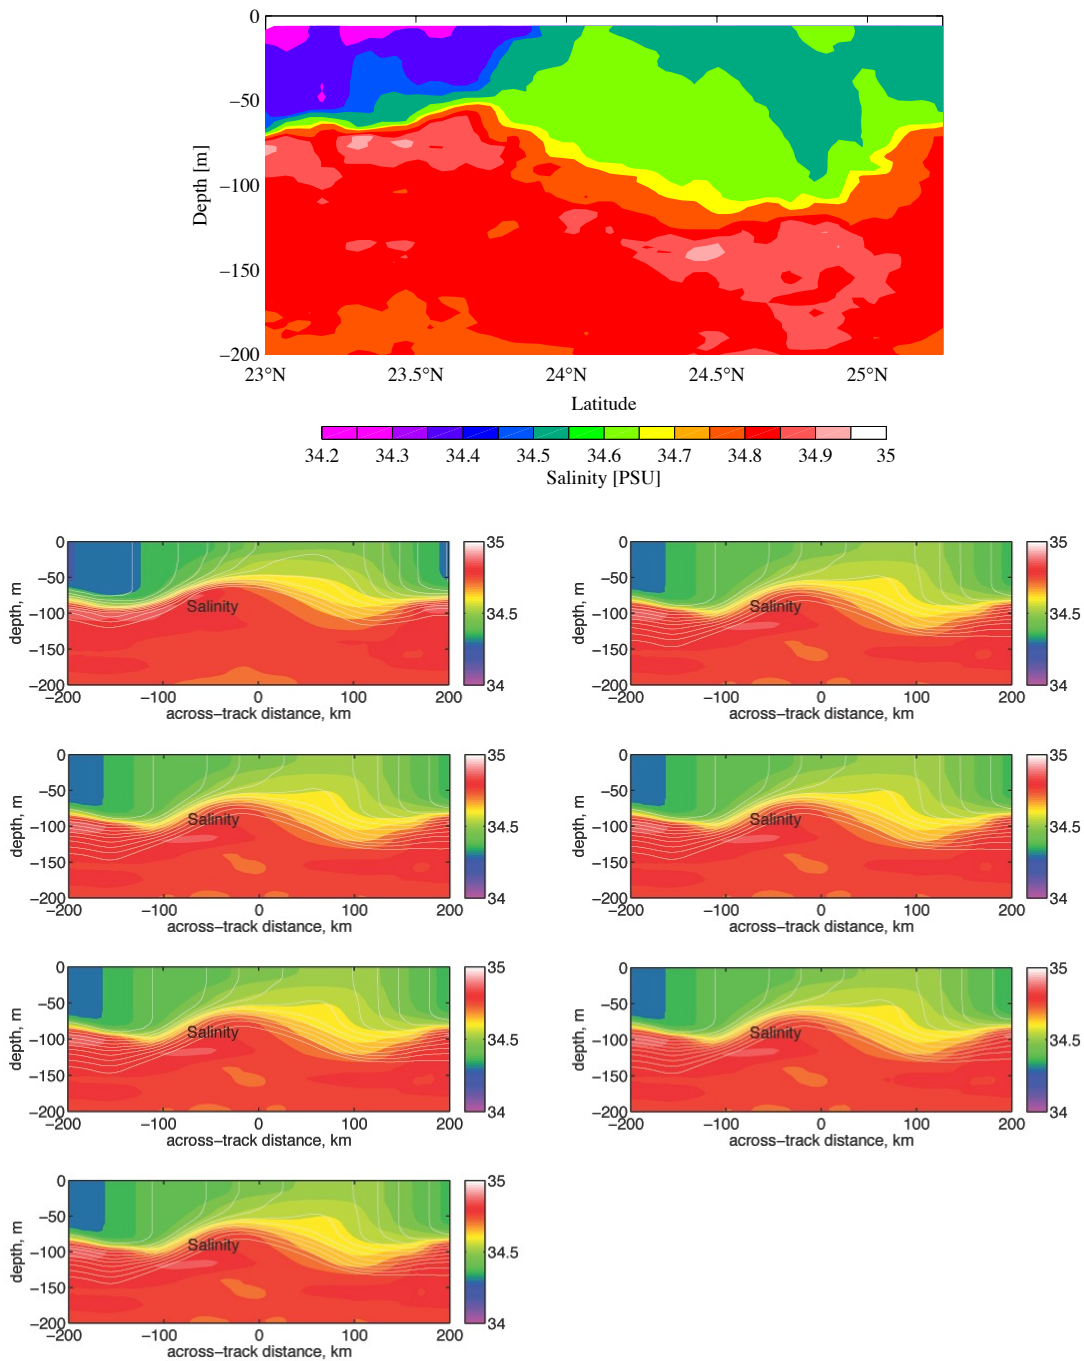 0
−50
Depth [m]
−100
−150
−200
23°N 23.5°N 24°N 24.5°N 25°N
Latitude
34.2 34.3 34.4 34.5 34.6 34.7 34.8 34.9 35
Salinity [PSU]
0 35 0 35
−50 −50
depth, m −100 Salinity 34.5 depth, m −100 Salinity 34.5
−150 −150
−200 34 −200 34
−200 −100 0 100 200 −200 −100 0 100 200
across−track distance, km across−track distance, km
0 35 0 35
−50 −50
depth, m −100 Salinity 34.5 depth, m −100 Salinity 34.5
−150 −150
−200 34 −200 34
−200 −100 0 100 200 −200 −100 0 100 200
across−track distance, km across−track distance, km
0 35 0 35
−50 −50
depth, m −100 Salinity 34.5 depth, m −100 Salinity 34.5
−150 −150
−200 34 −200 34
−200 −100 0 100 200 −200 −100 0 100 200
across−track distance, km across−track distance, km
0 35
−50
depth, m −100 Salinity 34.5
−150
−200 34
−200 −100 0 100 200
across−track distance, km